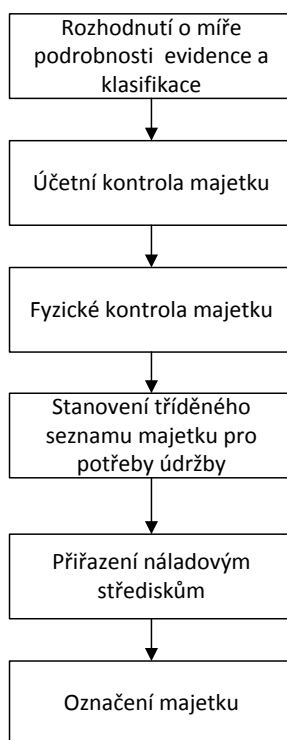 Rozhodnutí o míře
podrobnosti evidence a
klasifikace
Účetní kontrola majetku
Fyzické kontrola majetku
Stanovení tříděného
seznamu majetku pro
potřeby údržby
Přiřazení náladovým
střediskům
Označení majetku